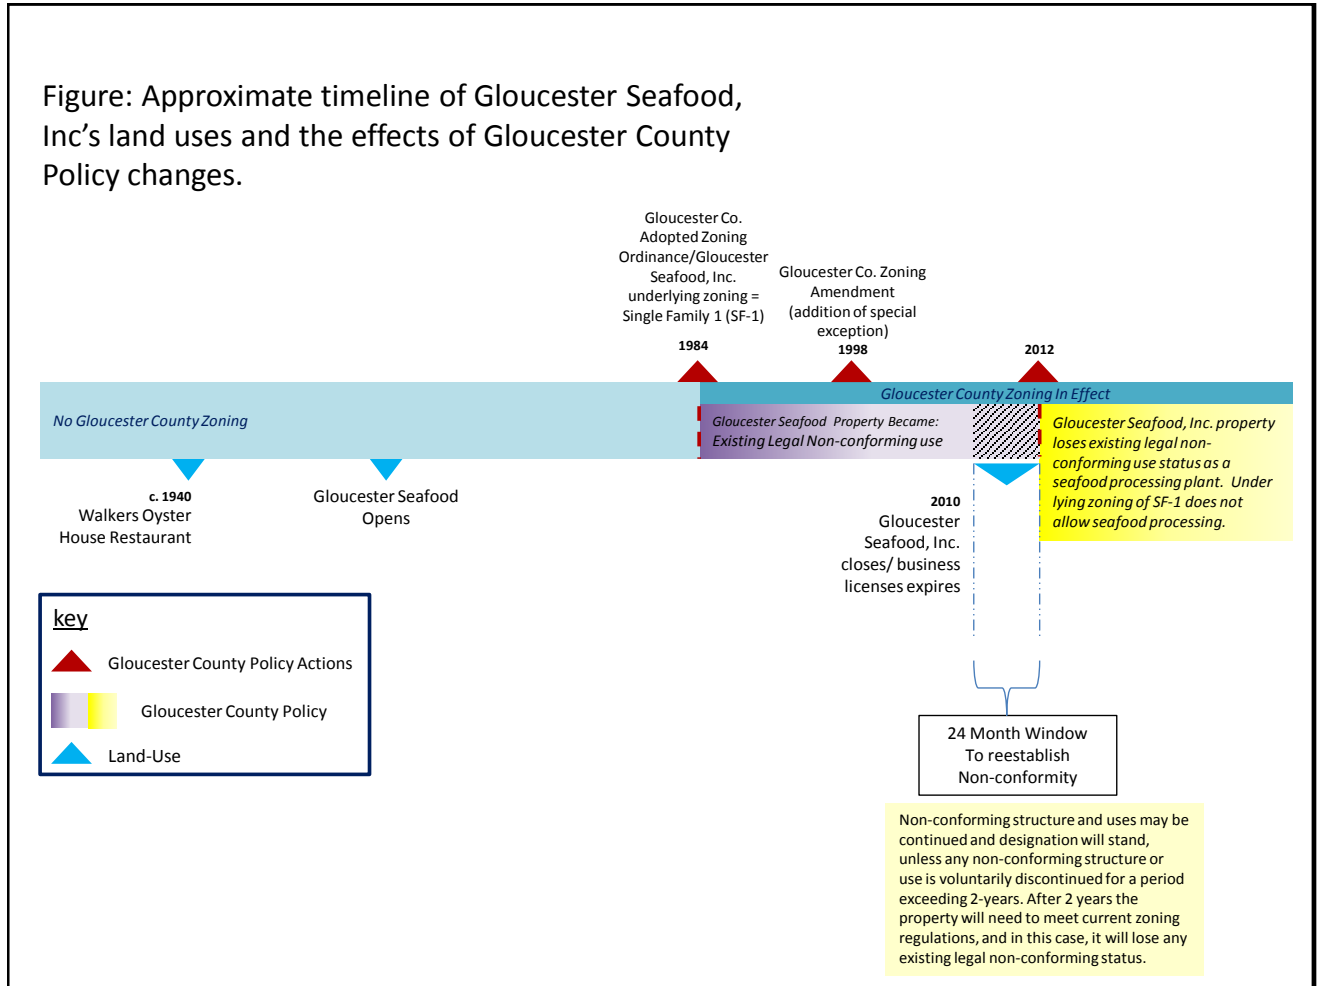 Figure: Approximate timeline of Gloucester Seafood,
Inc’s land uses and the effects of Gloucester County
Policy changes.
Gloucester Co.
Adopted Zoning
Ordinance/Gloucester
Seafood, Inc.
underlying zoning =
Single Family 1 (SF-1)
1984
Gloucester Co. Zoning
Amendment
(addition of special
exception)
1998
2012
Gloucester County Zoning In Effect
No Gloucester County Zoning
Gloucester Seafood Property Became:
Existing Legal Non-conforming use
Gloucester Seafood, Inc. property
loses existing legal non-
conforming use status as a
seafood processing plant. Under
lying zoning of SF-1 does not
allow seafood processing.
c. 1940
Walkers Oyster
House Restaurant
Gloucester Seafood
Opens
2010
Gloucester
Seafood, Inc.
closes/ business
licenses expires
key
Gloucester County Policy Actions
Gloucester County Policy
Land-Use
24 Month Window
To reestablish
Non-conformity
Non-conforming structure and uses may be
continued and designation will stand,
unless any non-conforming structure or
use is voluntarily discontinued for a period
exceeding 2-years. After 2 years the
property will need to meet current zoning
regulations, and in this case, it will lose any
existing legal non-conforming status.